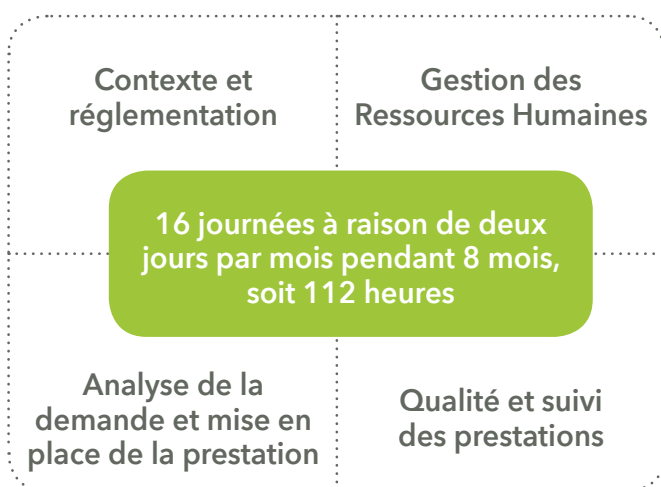 Contexte et
réglementation
Gestion des
Ressources Humaines
16 journées à raison de deux
jours par mois pendant 8 mois,
soit 112 heures
Analyse de la
demande et mise en
place de la prestation
Qualité et suivi
des prestations